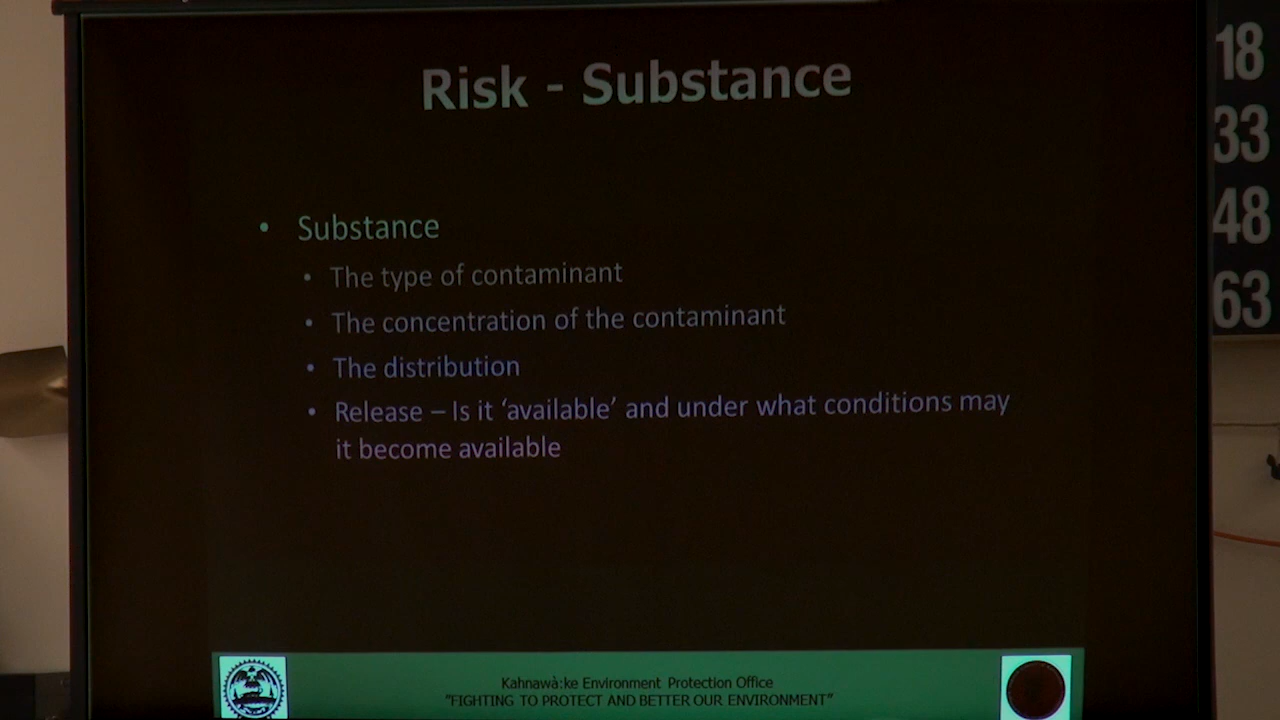 Risk - Substance
• Substance
• The type of contaminant
• The concentration of the contaminant
• The distribution
• Release – Is it ‘available’ and under what conditions may
it become available
Kahnawà:ke Environment Protection Office
“FIGHTING TO PROTECT AND BETTER OUR ENVIRONMENT”
18
33
48
63